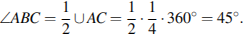 ∠ABC = 1/2 ∪ AC = 1/2 · 1/4 · 360° = 45°.